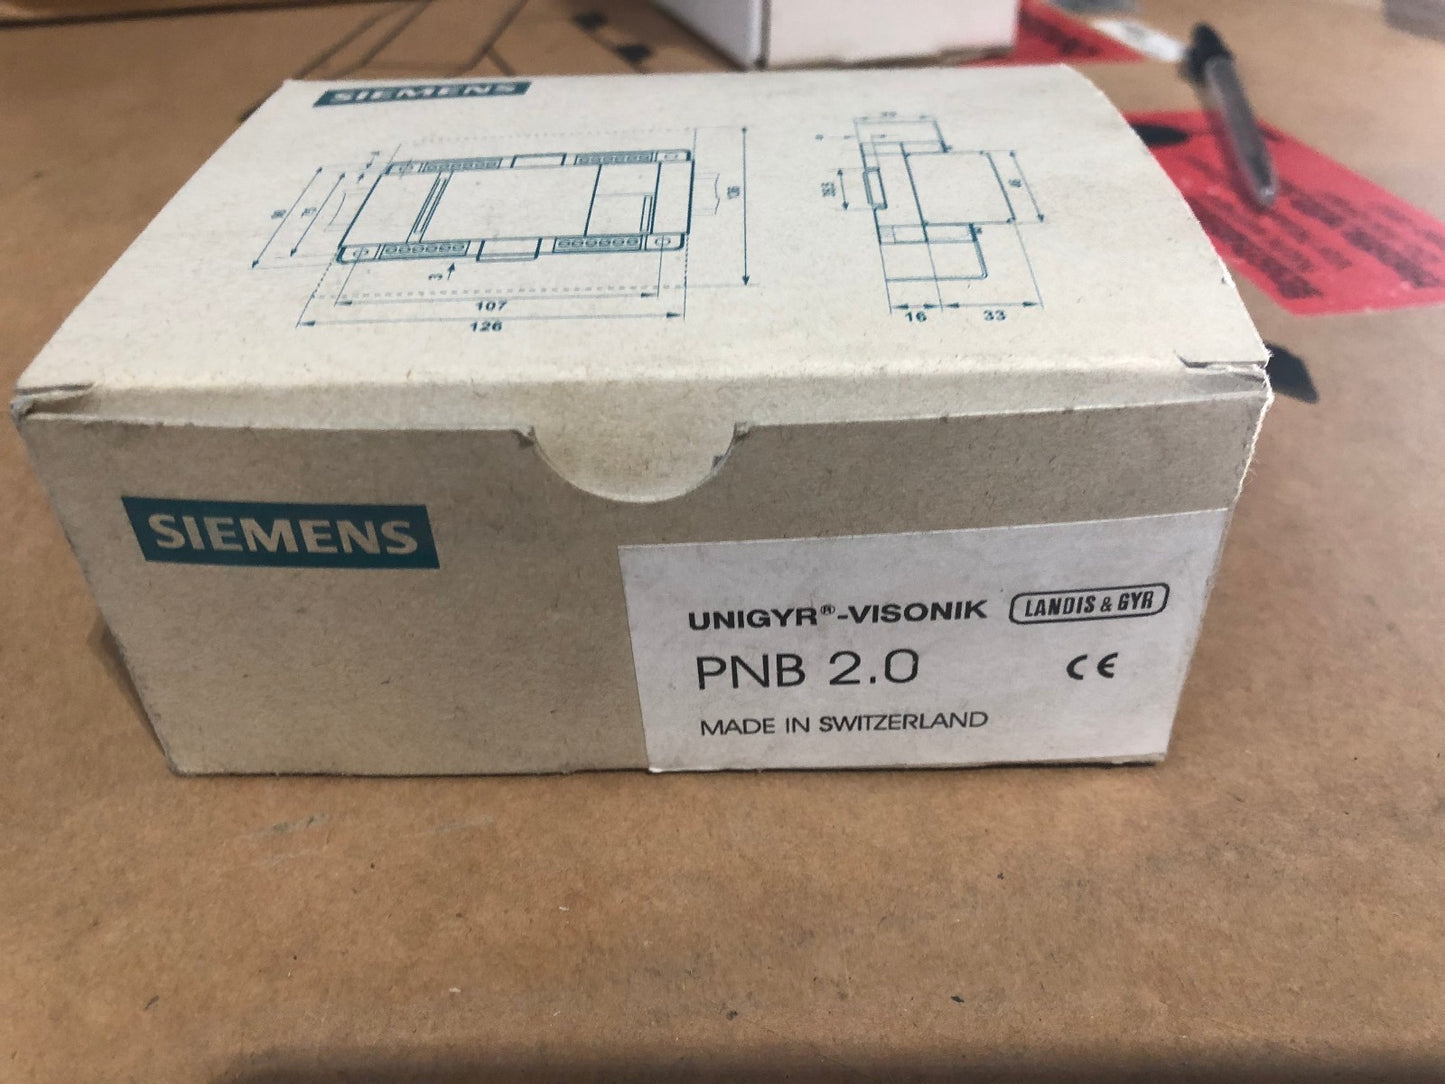 SIEMENS
107
126
16
33
SIEMENS
UNIGYR®-VISONIK LANDIS & GYR
PNB 2.0 CE
MADE IN SWITZERLAND